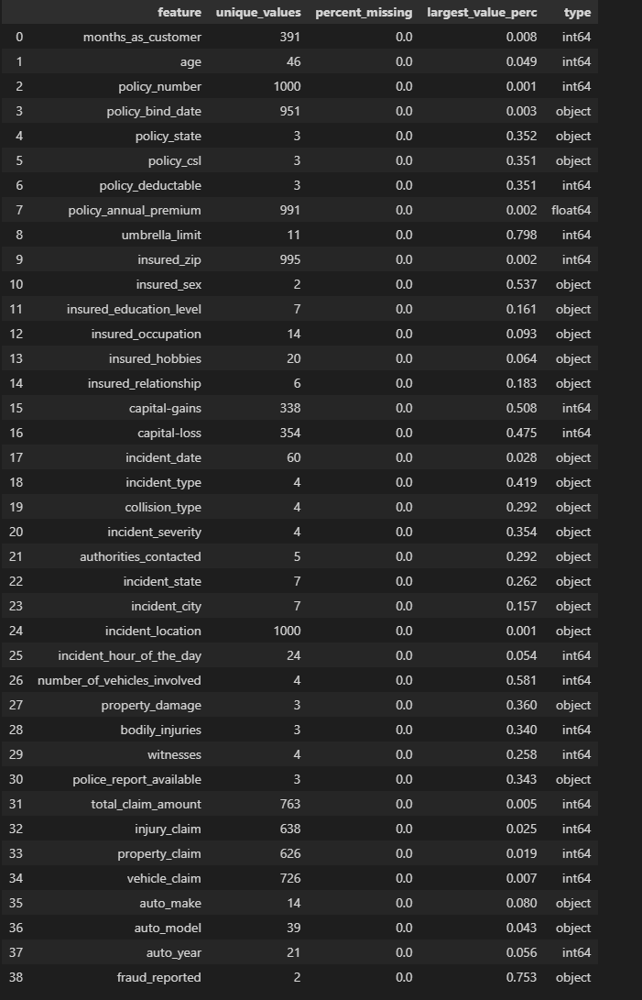 feature unique_values percent_missing largest_value_perc type
0 months_as_customer 391 0.0 0.008 int64
1 age 46 0.0 0.049 int64
2 policy_number 1000 0.0 0.001 int64
3 policy_bind_date 951 0.0 0.003 object
4 policy_state 3 0.0 0.352 object
5 policy_csl 3 0.0 0.351 object
6 policy_deductable 3 0.0 0.351 int64
7 policy_annual_premium 991 0.0 0.002 float64
8 umbrella_limit 11 0.0 0.798 int64
9 insured_zip 995 0.0 0.002 int64
10 insured_sex 2 0.0 0.537 object
11 insured_education_level 7 0.0 0.161 object
12 insured_occupation 14 0.0 0.093 object
13 insured_hobbies 20 0.0 0.064 object
14 insured_relationship 6 0.0 0.183 object
15 capital-gains 338 0.0 0.508 int64
16 capital-loss 354 0.0 0.475 int64
17 incident_date 60 0.0 0.028 object
18 incident_type 4 0.0 0.419 object
19 collision_type 4 0.0 0.292 object
20 incident_severity 4 0.0 0.354 object
21 authorities_contacted 5 0.0 0.292 object
22 incident_state 7 0.0 0.262 object
23 incident_city 7 0.0 0.157 object
24 incident_location 1000 0.0 0.001 object
25 incident_hour_of_the_day 24 0.0 0.054 int64
26 number_of_vehicles_involved 4 0.0 0.581 int64
27 property_damage 3 0.0 0.360 object
28 bodily_injuries 3 0.0 0.340 int64
29 witnesses 4 0.0 0.258 int64
30 police_report_available 3 0.0 0.343 object
31 total_claim_amount 763 0.0 0.005 int64
32 injury_claim 638 0.0 0.025 int64
33 property_claim 626 0.0 0.019 int64
34 vehicle_claim 726 0.0 0.007 int64
35 auto_make 14 0.0 0.080 object
36 auto_model 39 0.0 0.043 object
37 auto_year 21 0.0 0.056 int64
38 fraud_reported 2 0.0 0.753 object